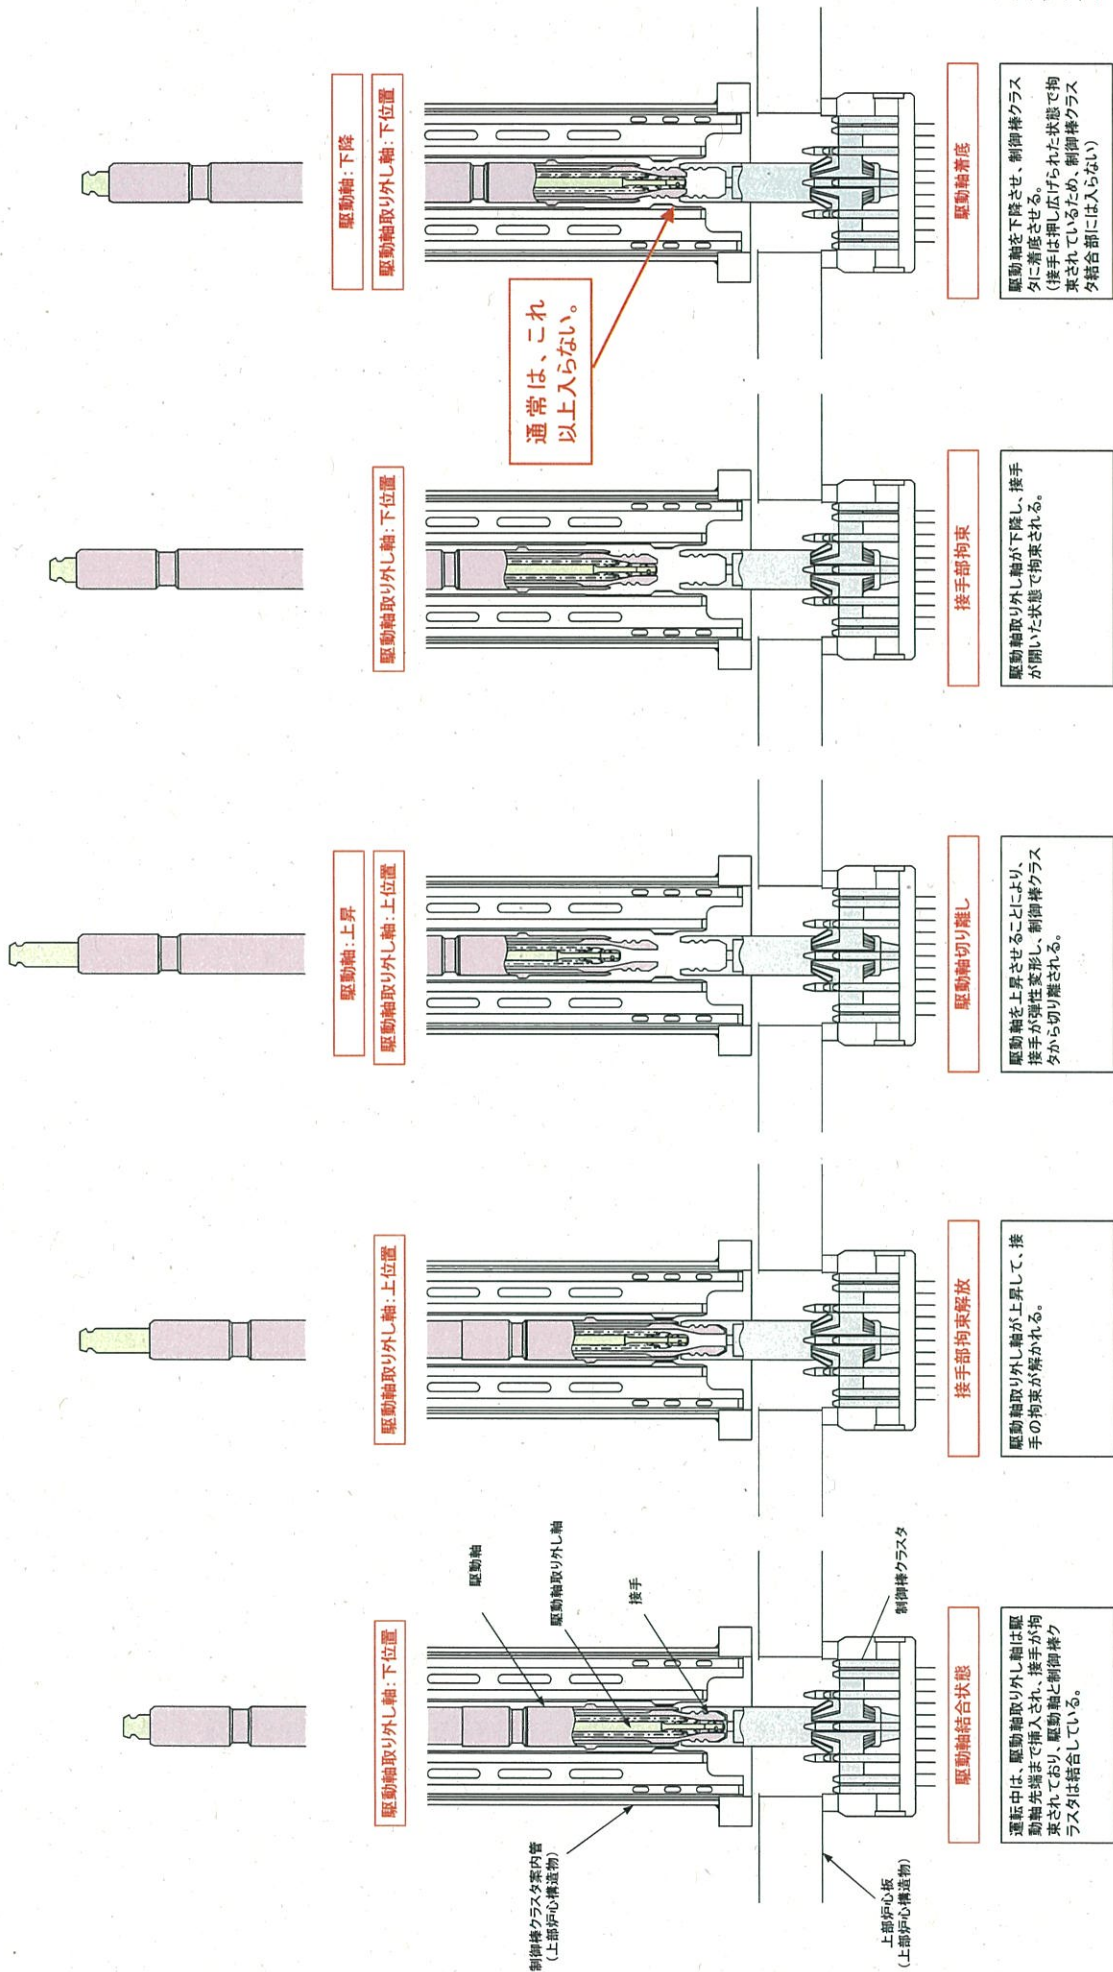 駆動軸取り外し軸：下位置
駆動軸
駆動軸取り外し軸
接手
制御棒クラスタ案内管
(上部炉心構造物)
上部炉心板
(上部炉心構造物)
制御棒クラスタ
駆動軸結合状態
運転中は、駆動軸取り外し軸は駆
動軸先端まで挿入され、接手が拘
束されており、駆動軸と制御棒ク
ラスタは結合している。
駆動軸取り外し軸：上位置
接手部拘束解放
駆動軸取り外し軸が上昇して、接
手の拘束が解かれる。
駆動軸：上昇
駆動軸取り外し軸：上位置
駆動軸切り離し
駆動軸を上昇させることにより、
接手が弾性変形し、制御棒クラス
タから切り離される。
駆動軸取り外し軸：下位置
接手部拘束
駆動軸取り外し軸が下降し、接手
が開いた状態で拘束される。
駆動軸：下降
駆動軸取り外し軸：下位置
通常は、これ
以上入らない。
駆動軸着底
駆動軸を下降させ、制御棒クラス
タに着底させる。
(接手は押し広げられた状態で拘
束されているため、制御棒クラス
タ結合部には入らない)